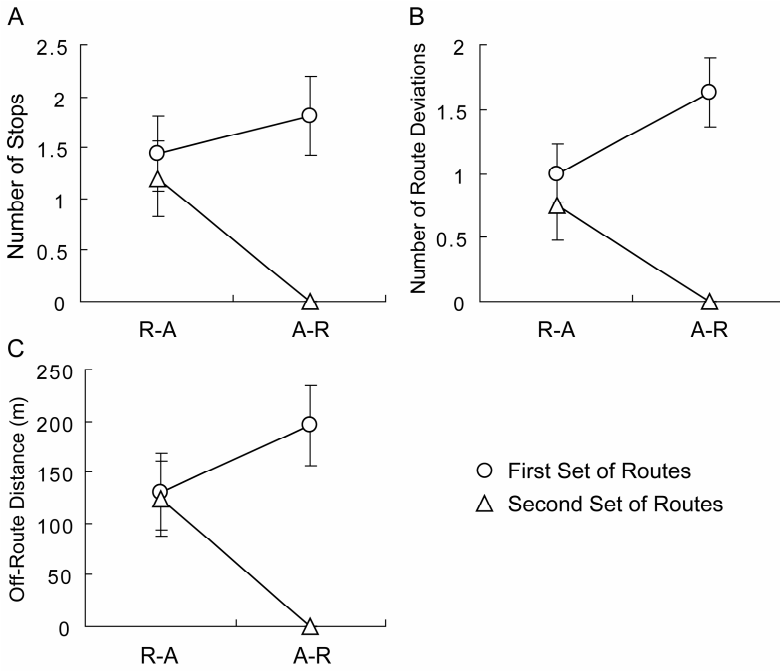 A
Number of Stops
2.5
2
1.5
1
0.5
0
R-A
A-R
B
Number of Route Deviations
2
1.5
1
0.5
0
R-A
A-R
C
Off-Route Distance (m)
250
200
150
100
50
0
R-A
A-R
First Set of Routes
Second Set of Routes